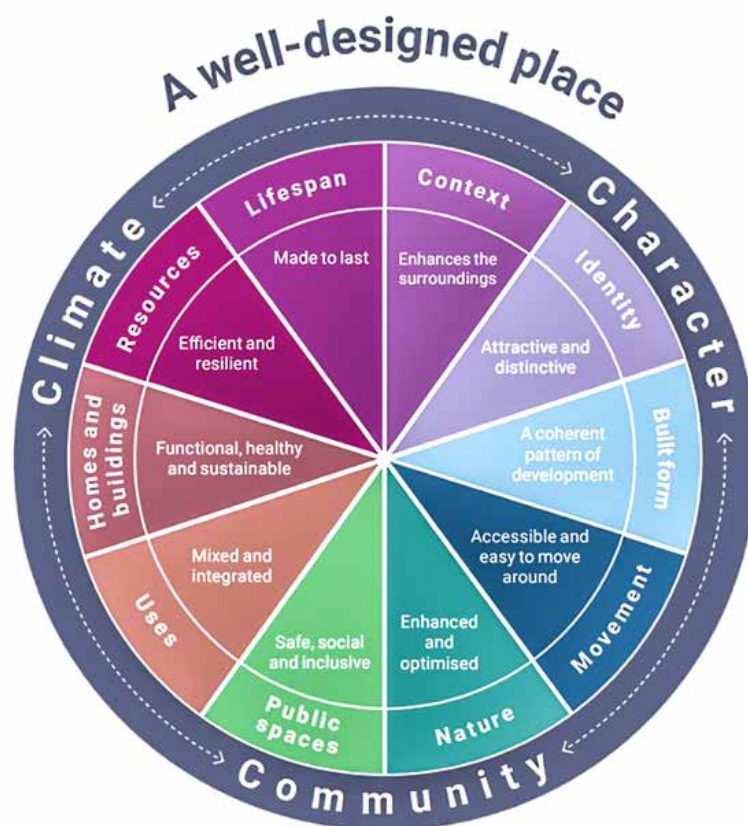 A well-designed place
Climate
Character
Community
Lifespan
Made to last
Context
Enhances the
surroundings
Identity
Attractive and
distinctive
Built form
A coherent
pattern of
development
Movement
Accessible and
easy to move
around
Nature
Enhanced
and
optimised
Public
spaces
Safe, social
and inclusive
Uses
Mixed and
integrated
Homes and
buildings
Functional, healthy
and sustainable
Resources
Efficient and
resilient